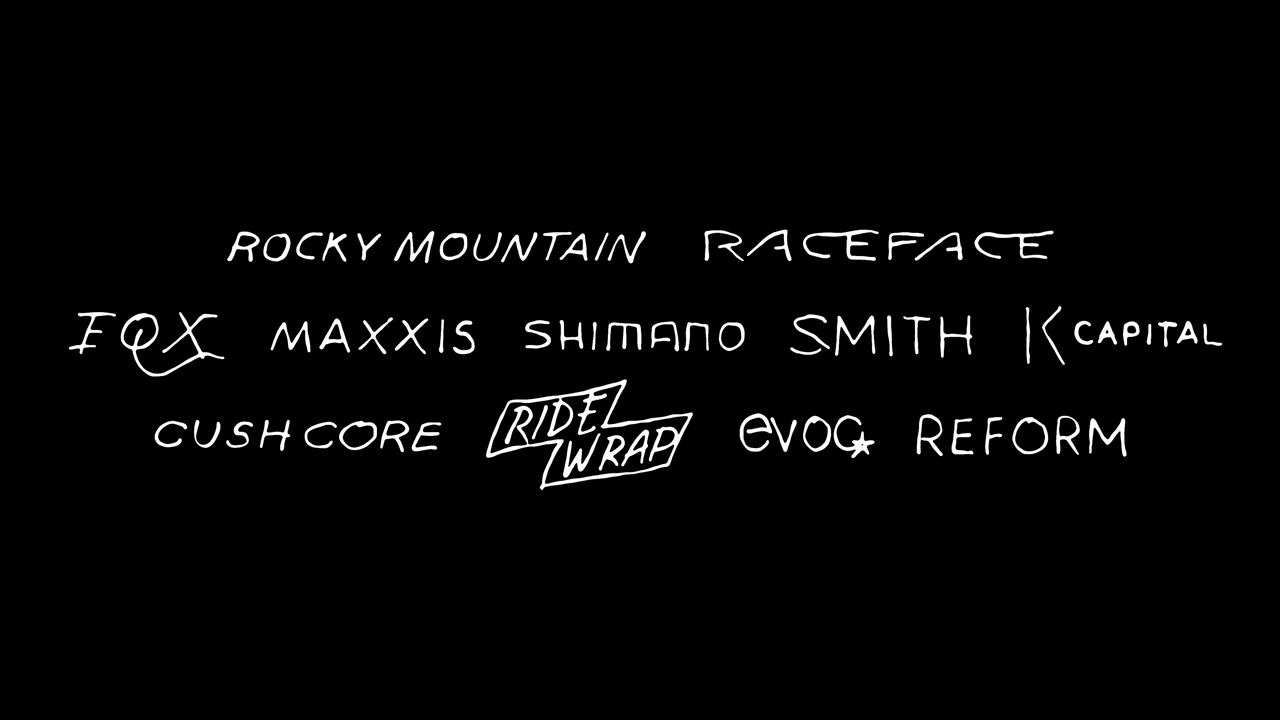 ROCKY MOUNTAIN RACEFACE
FOX MAXXIS SHIMANO SMITH K CAPITAL
CUSHCORE RIDE WRAP evoc REFORM